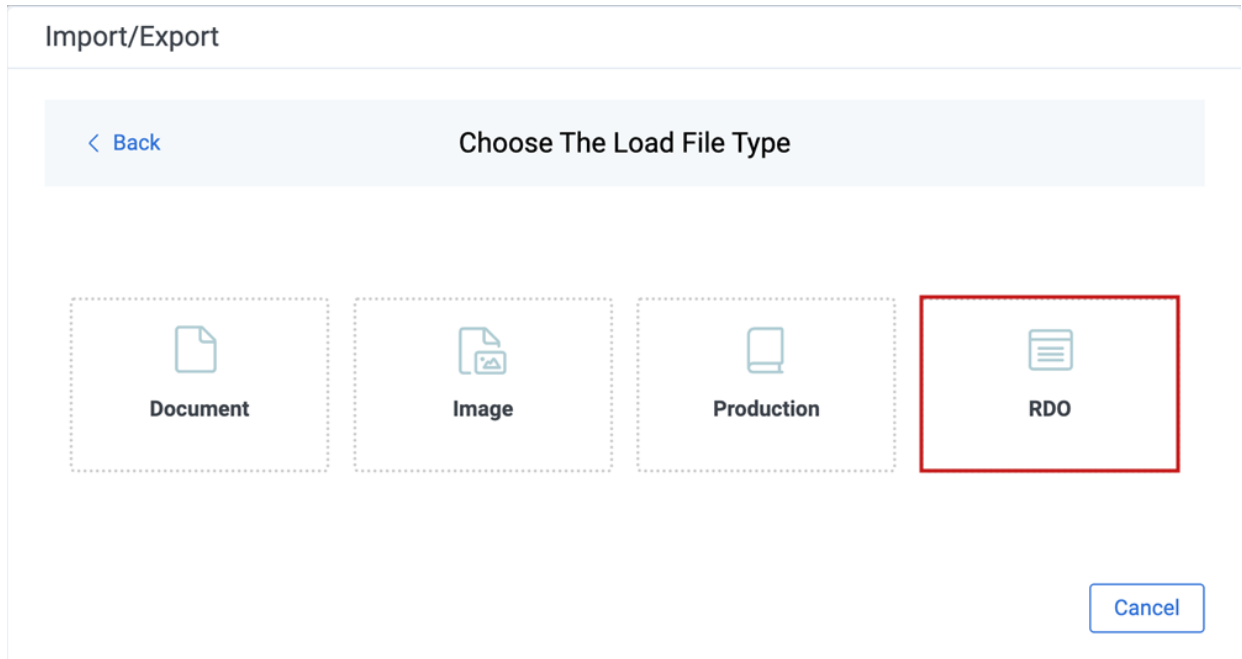 Import/Export
Back
Choose The Load File Type
Document
Image
Production
RDO
Cancel